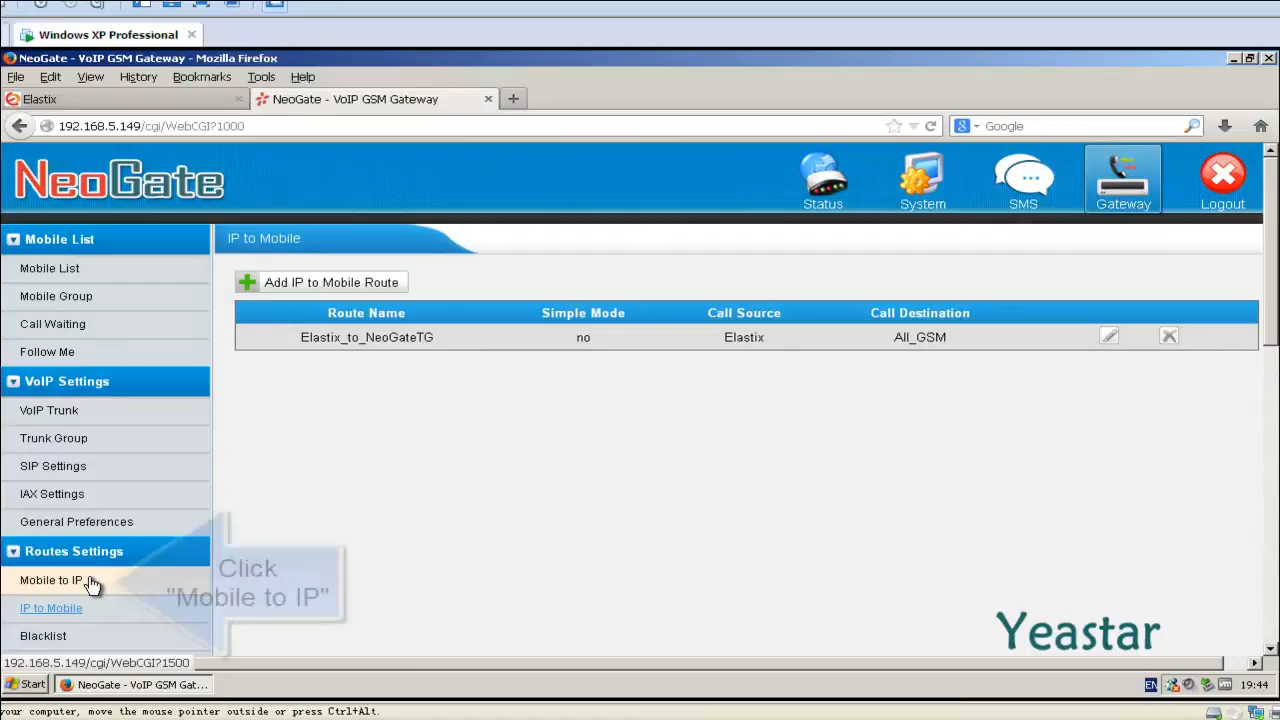 Windows XP Professional
NeoGate - VoIP GSM Gateway - Mozilla Firefox
File Edit View History Bookmarks Tools Help
Elastix
NeoGate - VoIP GSM Gateway
192.168.5.149/cgi/WebCGI?1000
Google
NeoGate
Status
System
SMS
Gateway
Logout
Mobile List
Mobile List
Mobile Group
Call Waiting
Follow Me
VoIP Settings
VoIP Trunk
Trunk Group
SIP Settings
IAX Settings
General Preferences
Routes Settings
Mobile to IP
IP to Mobile
Blacklist
IP to Mobile
Add IP to Mobile Route
Route Name Simple Mode Call Source Call Destination
Elastix_to_NeoGateTG no Elastix All_GSM
Click
"Mobile to IP"
Yeastar
192.168.5.149/cgi/WebCGI?1500
Start
NeoGate - VoIP GSM Gat...
EN
19:44
your computer, move the mouse pointer outside or press Ctrl+Alt.